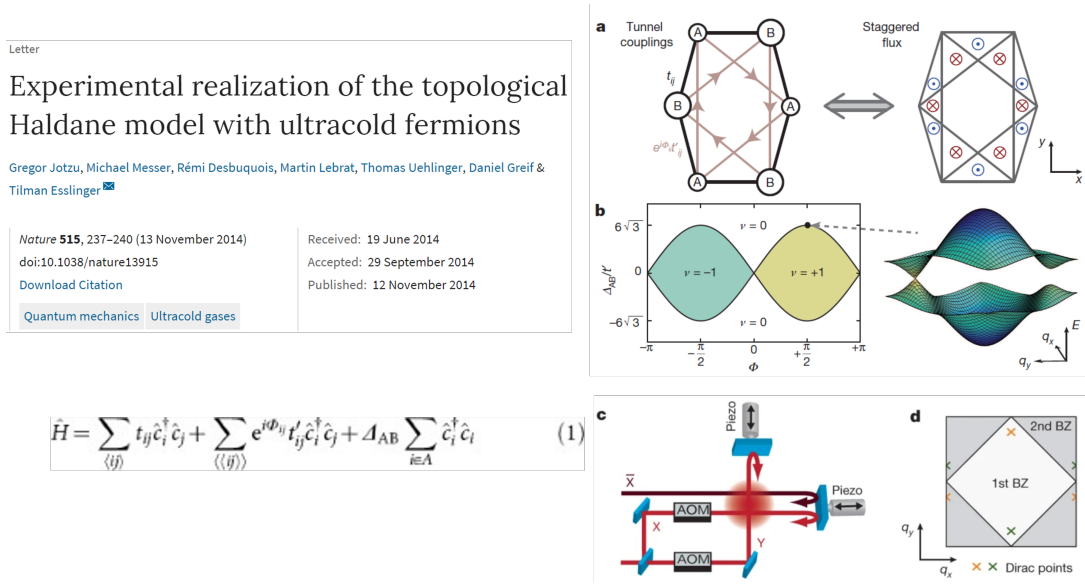 Letter
Experimental realization of the topological
Haldane model with ultracold fermions
Gregor Jotzu, Michael Messer, Rémi Desbuquois, Martin Lebrat, Thomas Uehlinger, Daniel Greif &
Tilman Esslinger
Nature 515, 237–240 (13 November 2014)
doi:10.1038/nature13915
Download Citation
Quantum mechanics
Ultracold gases
Received: 19 June 2014
Accepted: 29 September 2014
Published: 12 November 2014
Ĥ = ∑⟨ij⟩ t_ij ĉ_i† ĉ_j + ∑⟨⟨ij⟩⟩ e^{iΦ_ij} t′_ij ĉ_i† ĉ_j + Δ_AB ∑_{i∈A} ĉ_i† ĉ_i (1)
a
Tunnel
couplings
Staggered
flux
A
B
t_ij
B
A
e^{iΦ_ij} t′_ij
A
B
y
x
b
6√3
0
−6√3
Δ_AB/t′
ν = 0
ν = −1
ν = +1
ν = 0
−π
−π/2
0
+π/2
+π
Φ
E
q_x
q_y
c
Piezo
X̅
Piezo
AOM
X
Y
AOM
d
2nd BZ
1st BZ
q_y
q_x
× × Dirac points